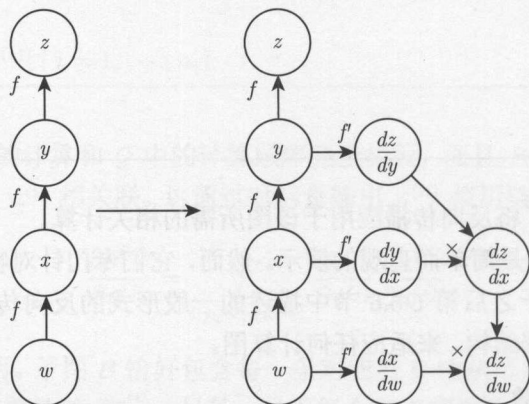 z
f
y
f
x
f
w
z
f
y f′ dz/dy
f
x f′ dy/dx × dz/dx
f
w f′ dx/dw × dz/dw